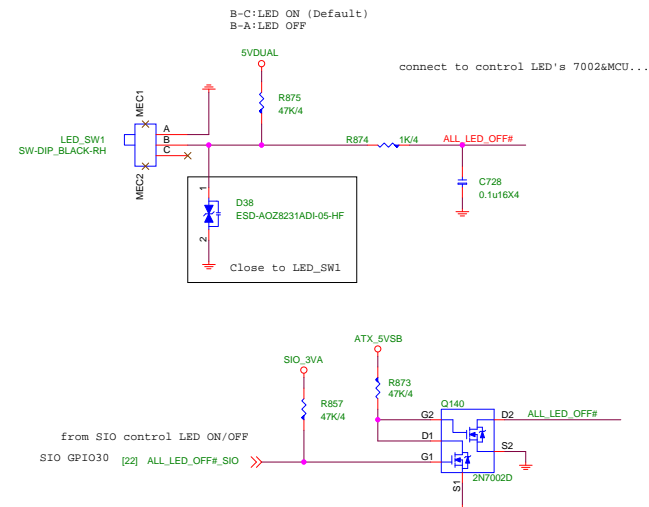 B-C:LED ON (Default)
B-A:LED OFF
5VDUAL
connect to control LED's 7002&MCU...
MEC1
R875
47K/4
A
LED_SW1
B
SW-DIP_BLACK-RH
C
R874
1K/4
ALL_LED_OFF#
MEC2
C728
0.1u16X4
1
D38
ESD-AOZ8231ADI-05-HF
2
Close to LED_SW1
ATX_5VSB
SIO_3VA
R873
47K/4
R857
47K/4
Q140
G2
D2
ALL_LED_OFF#
from SIO control LED ON/OFF
D1
S2
SIO GPIO30
[22] ALL_LED_OFF#_SIO
G1
2N7002D
S1